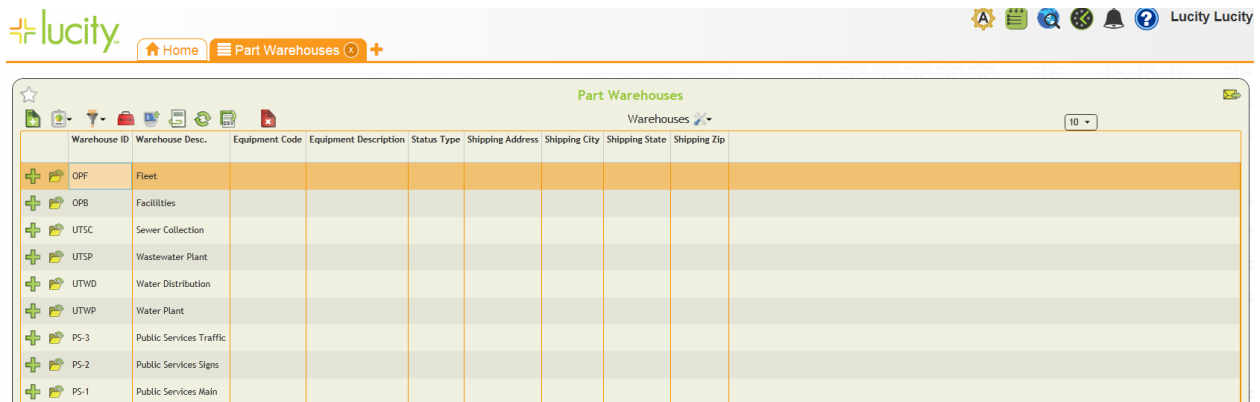 lucity
Lucity Lucity
Home
Part Warehouses
Part Warehouses
Warehouses
10
Warehouse ID Warehouse Desc. Equipment Code Equipment Description Status Type Shipping Address Shipping City Shipping State Shipping Zip
OPF Fleet
OPB Facililties
UTSC Sewer Collection
UTSP Wastewater Plant
UTWD Water Distribution
UTWP Water Plant
PS-3 Public Services Traffic
PS-2 Public Services Signs
PS-1 Public Services Main